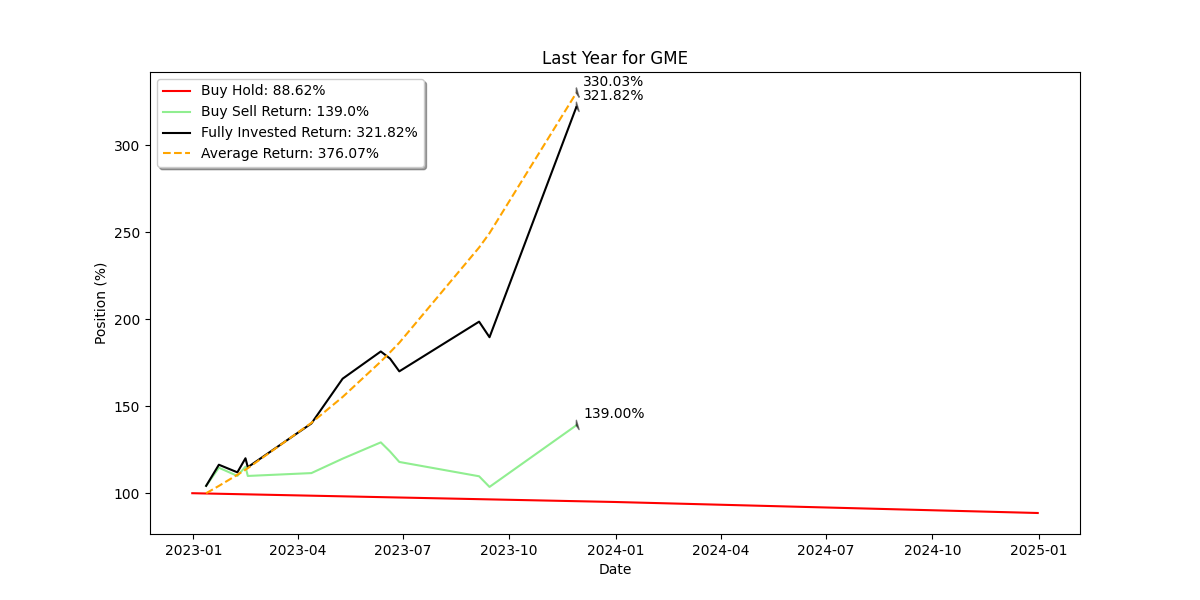 Last Year for GME
Buy Hold: 88.62%
Buy Sell Return: 139.0%
Fully Invested Return: 321.82%
Average Return: 376.07%
330.03%
321.82%
139.00%
Position (%)
300
250
200
150
100
2023-01
2023-04
2023-07
2023-10
2024-01
2024-04
2024-07
2024-10
2025-01
Date